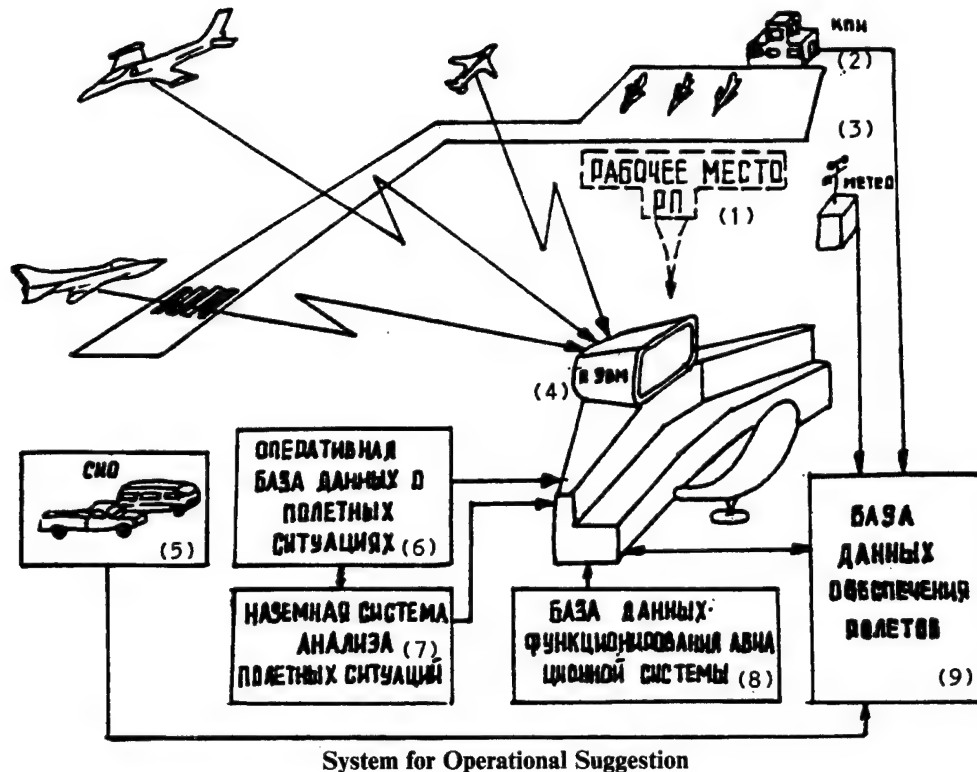 КПИ
(2)
(3)
РАБОЧЕЕ МЕСТО
РП
(1)
МЕТЕО
(4)
П ЭВМ
СИО
(5)
ОПЕРАТИВНАЯ
БАЗА ДАННЫХ О
ПОЛЕТНЫХ
СИТУАЦИЯХ (6)
НАЗЕМНАЯ СИСТЕМА
АНАЛИЗА (7)
ПОЛЕТНЫХ СИТУАЦИЙ
БАЗА ДАННЫХ
ФУНКЦИОНИРОВАНИЯ АВИА
ЦИОННОЙ СИСТЕМЫ (8)
БАЗА
ДАННЫХ
ОБЕСПЕЧЕНИЯ
ПОЛЕТОВ
(9)
System for Operational Suggestion